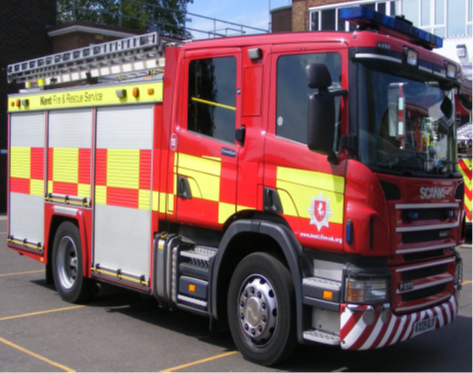 Kent Fire & Rescue Service
SCANIA
www.kent.fire-uk.org